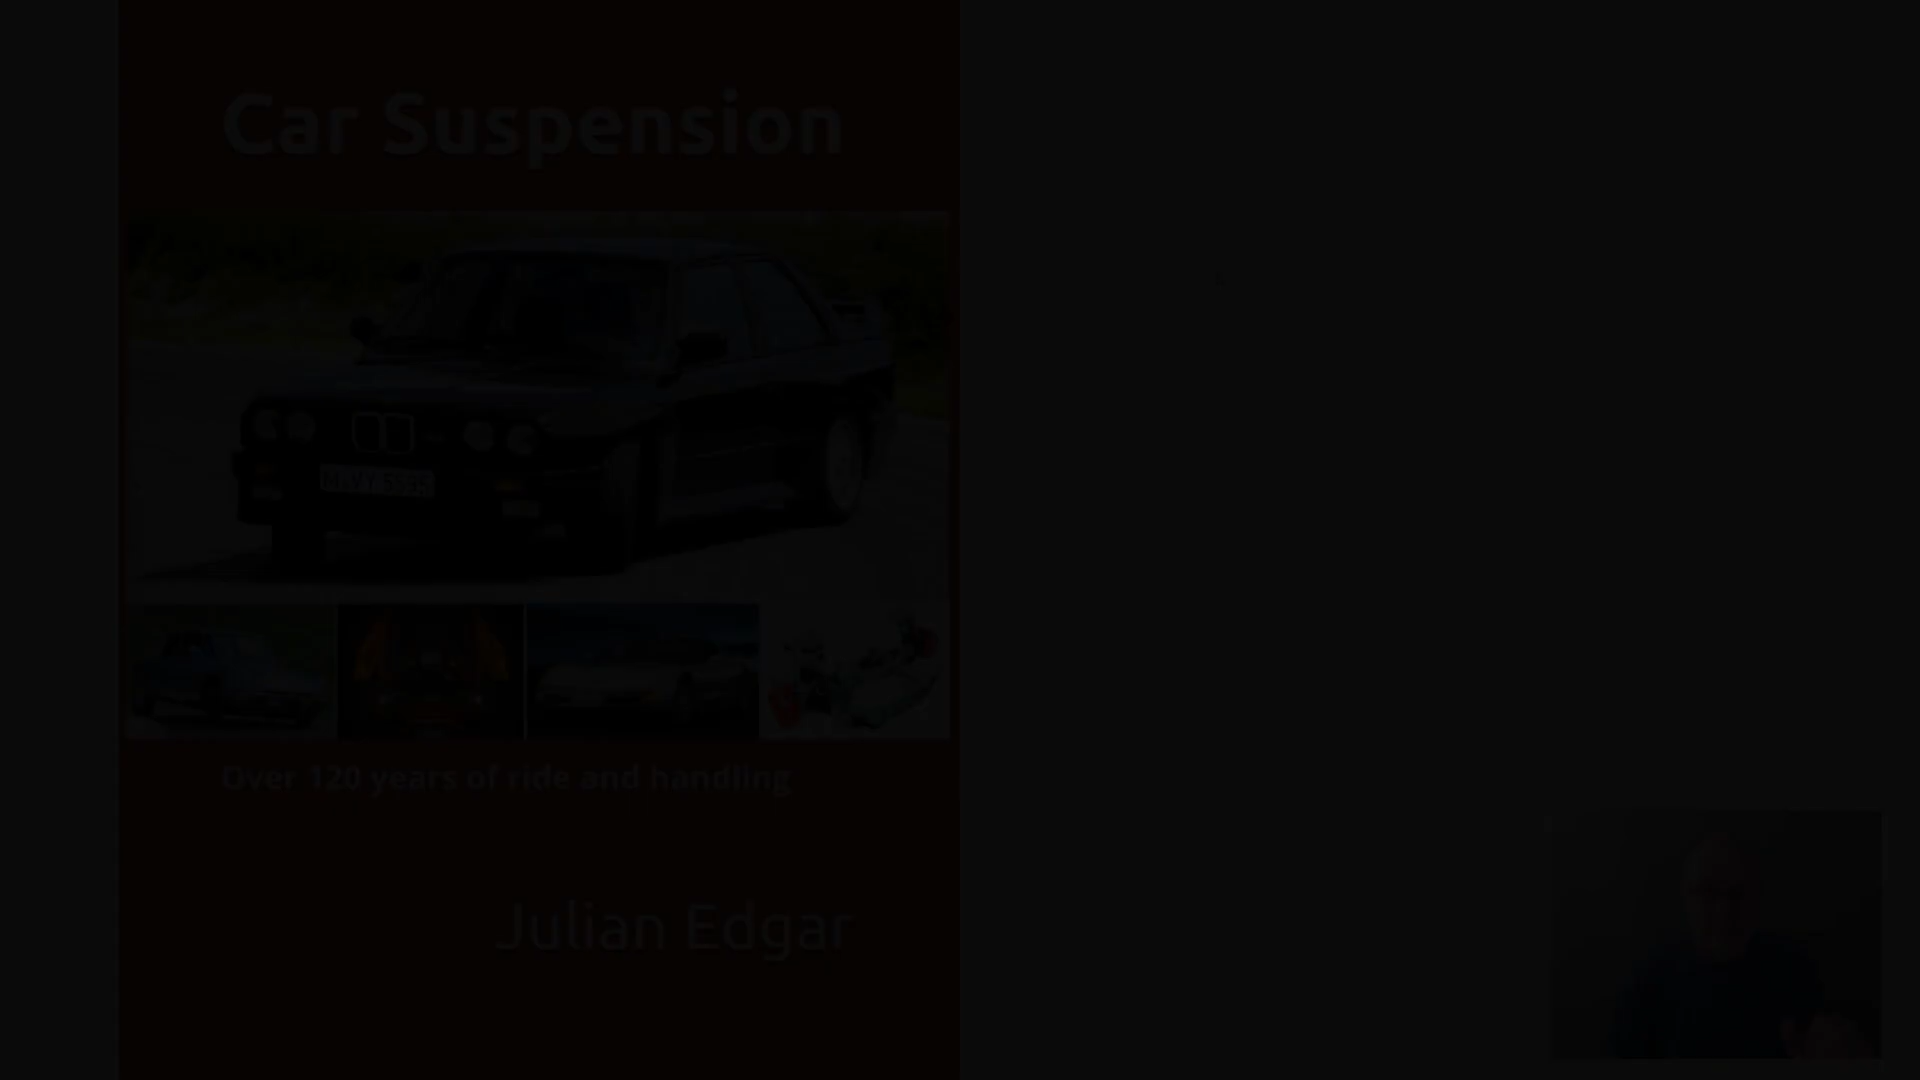 Car Suspension
Over 120 years of ride and handling
Julian Edgar